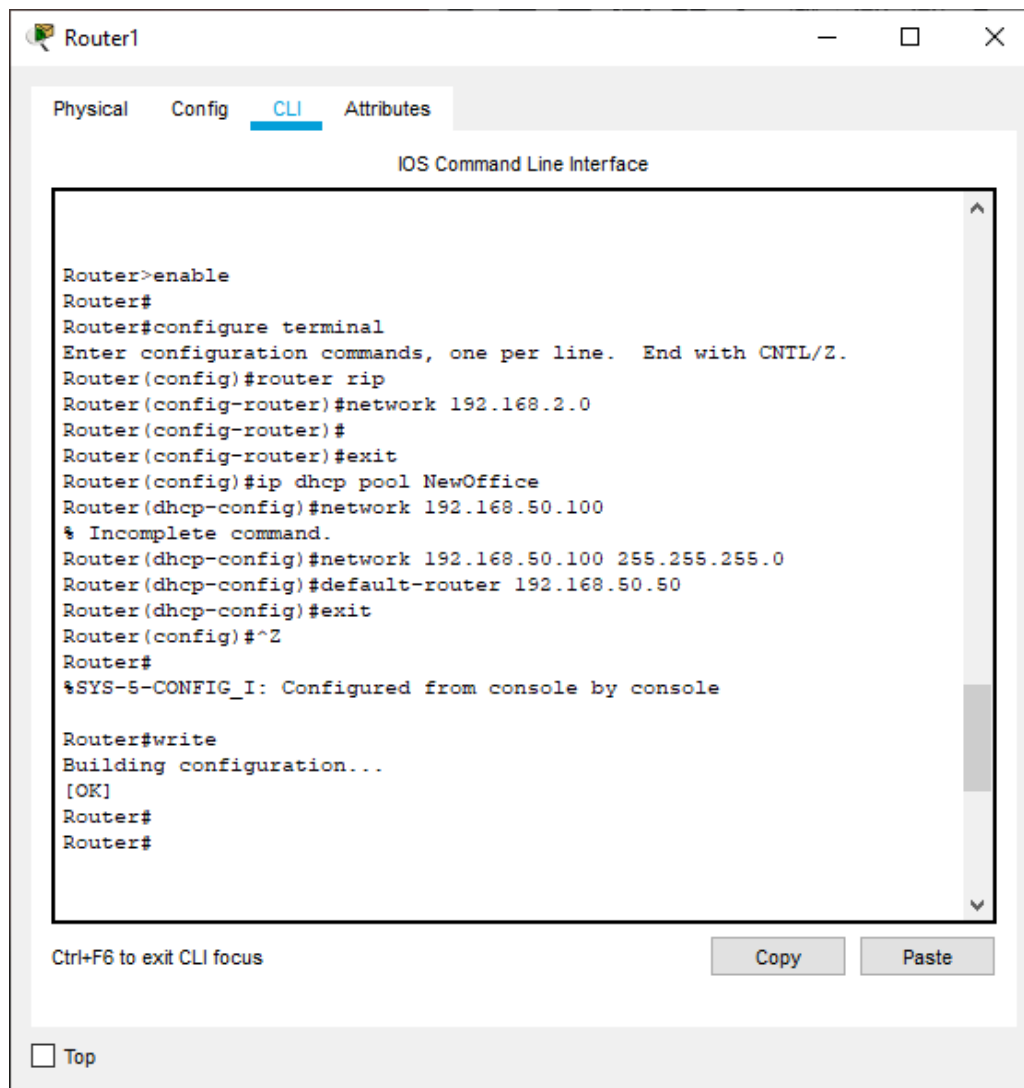 Router1
Physical Config CLI Attributes
IOS Command Line Interface
Router>enable
Router#
Router#configure terminal
Enter configuration commands, one per line.  End with CNTL/Z.
Router(config)#router rip
Router(config-router)#network 192.168.2.0
Router(config-router)#
Router(config-router)#exit
Router(config)#ip dhcp pool NewOffice
Router(dhcp-config)#network 192.168.50.100
% Incomplete command.
Router(dhcp-config)#network 192.168.50.100 255.255.255.0
Router(dhcp-config)#default-router 192.168.50.50
Router(dhcp-config)#exit
Router(config)#^Z
Router#
%SYS-5-CONFIG_I: Configured from console by console
Router#write
Building configuration...
[OK]
Router#
Router#
Ctrl+F6 to exit CLI focus
Copy Paste
Top